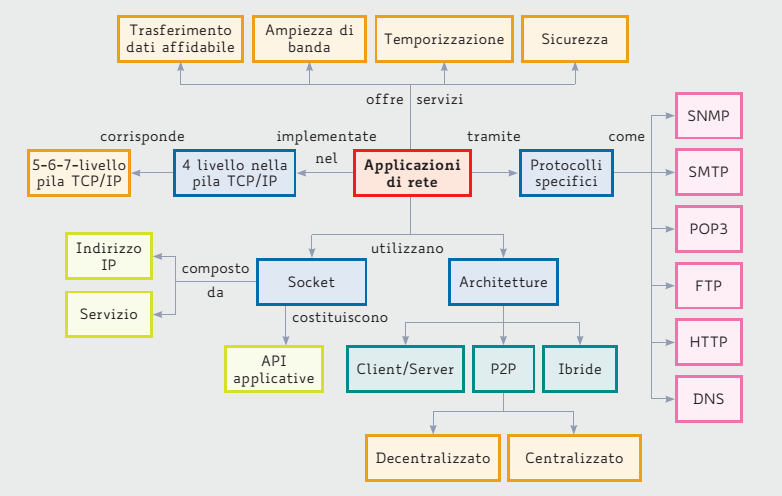 Trasferimento
dati affidabile
Ampiezza di
banda
Temporizzazione
Sicurezza
offre servizi
corrisponde
implementate
nel
tramite
come
5-6-7-livello
pila TCP/IP
4 livello nella
pila TCP/IP
Applicazioni
di rete
Protocolli
specifici
SNMP
SMTP
POP3
FTP
HTTP
DNS
utilizzano
Indirizzo
IP
Servizio
composto
da
Socket
Architetture
costituiscono
API
applicative
Client/Server
P2P
Ibride
Decentralizzato
Centralizzato